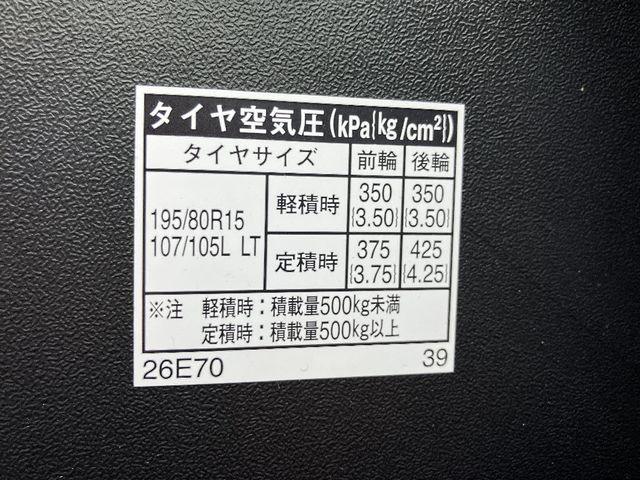 タイヤ空気圧(kPa{kg/cm²})
タイヤサイズ 前輪 後輪
195/80R15 107/105L LT
軽積時 350 {3.50} 350 {3.50}
定積時 375 {3.75} 425 {4.25}
※注 軽積時：積載量500kg未満
定積時：積載量500kg以上
26E70 39